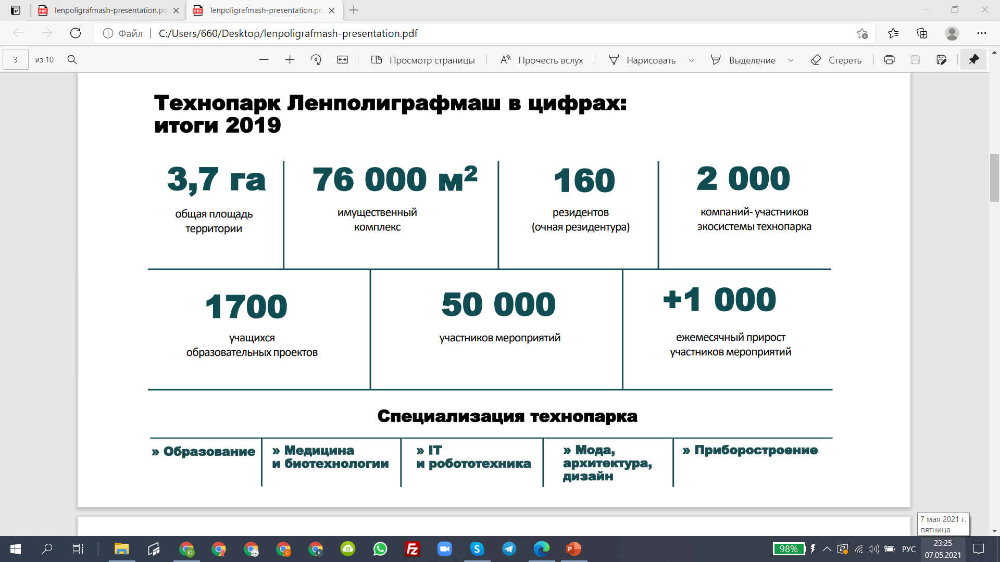 lenpoligrafmash-presentation.pd
lenpoligrafmash-presentation.pd
Файл
C:/Users/660/Desktop/lenpoligrafmash-presentation.pdf
3 из 10
Просмотр страницы
Прочесть вслух
Нарисовать
Выделение
Стереть
Технопарк Ленполиграфмаш в цифрах:
итоги 2019
3,7 га
общая площадь
территории
76 000 м²
имущественный
комплекс
160
резидентов
(очная резидентура)
2 000
компаний- участников
экосистемы технопарка
1700
учащихся
образовательных проектов
50 000
участников мероприятий
+1 000
ежемесячный прирост
участников мероприятий
Специализация технопарка
» Образование
» Медицина
и биотехнологии
» IT
и робототехника
» Мода,
архитектура,
дизайн
» Приборостроение
7 мая 2021 г.
пятница
98%
РУС
23:25
07.05.2021